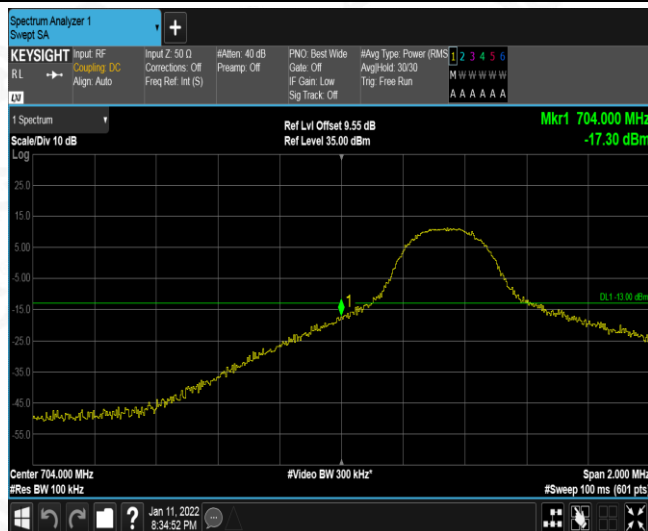 Spectrum Analyzer 1
Swept SA
+
KEYSIGHT Input: RF Input Z: 50 Ω #Atten: 40 dB PNO: Best Wide #Avg Type: Power (RMS 1 2 3 4 5 6
RL Coupling: DC Corrections: Off Preamp: Off Gate: Off Avg|Hold: 30/30 M W W W W W
Align: Auto Freq Ref: Int (S) IF Gain: Low Trig: Free Run
LXI Sig Track: Off A A A A A A
1 Spectrum Ref Lvl Offset 9.55 dB Mkr1 704.000 MHz
Scale/Div 10 dB Ref Level 35.00 dBm -17.30 dBm
Log
25.0
15.0
5.00
-5.00
DL1 -13.00 dBm
1
-15.0
-25.0
-35.0
-45.0
-55.0
Center 704.000 MHz #Video BW 300 kHz* Span 2.000 MHz
#Res BW 100 kHz #Sweep 100 ms (601 pts)
? Jan 11, 2022
8:34:52 PM